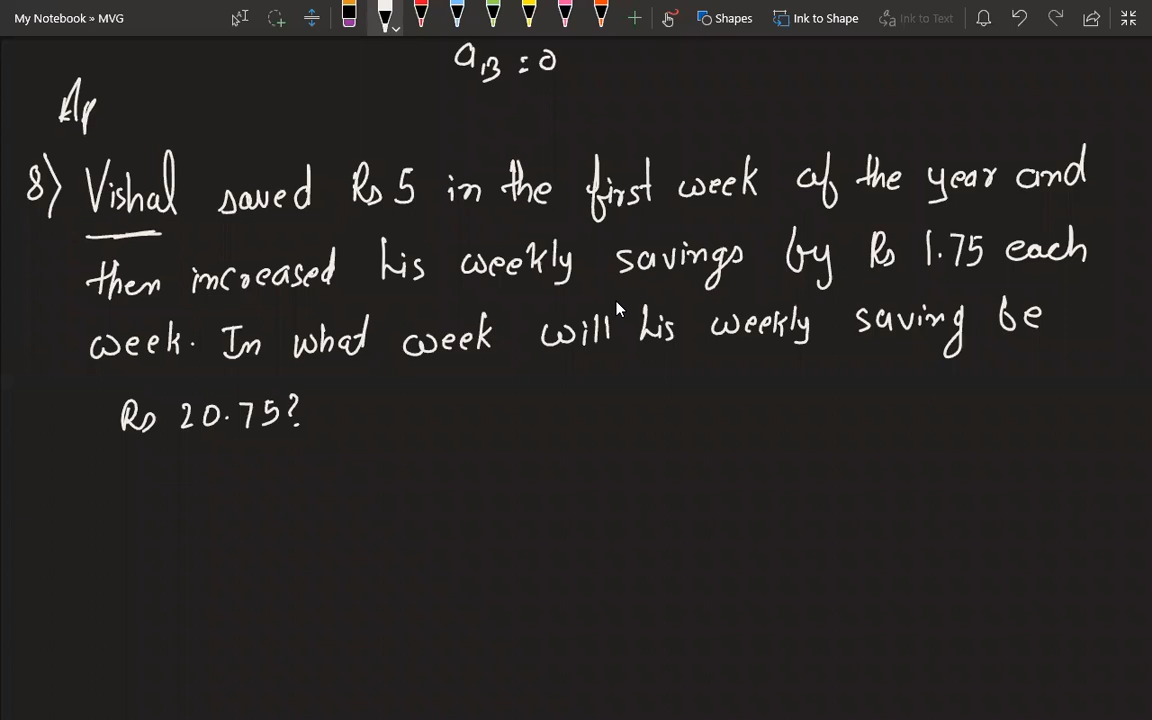 My Notebook » MVG
Shapes
Ink to Shape
Ink to Text
a13 = 0
8) Vishal saved Rs 5 in the first week of the year and
then increased his weekly savings by Rs 1.75 each
week. In what week will his weekly saving be
Rs 20.75?